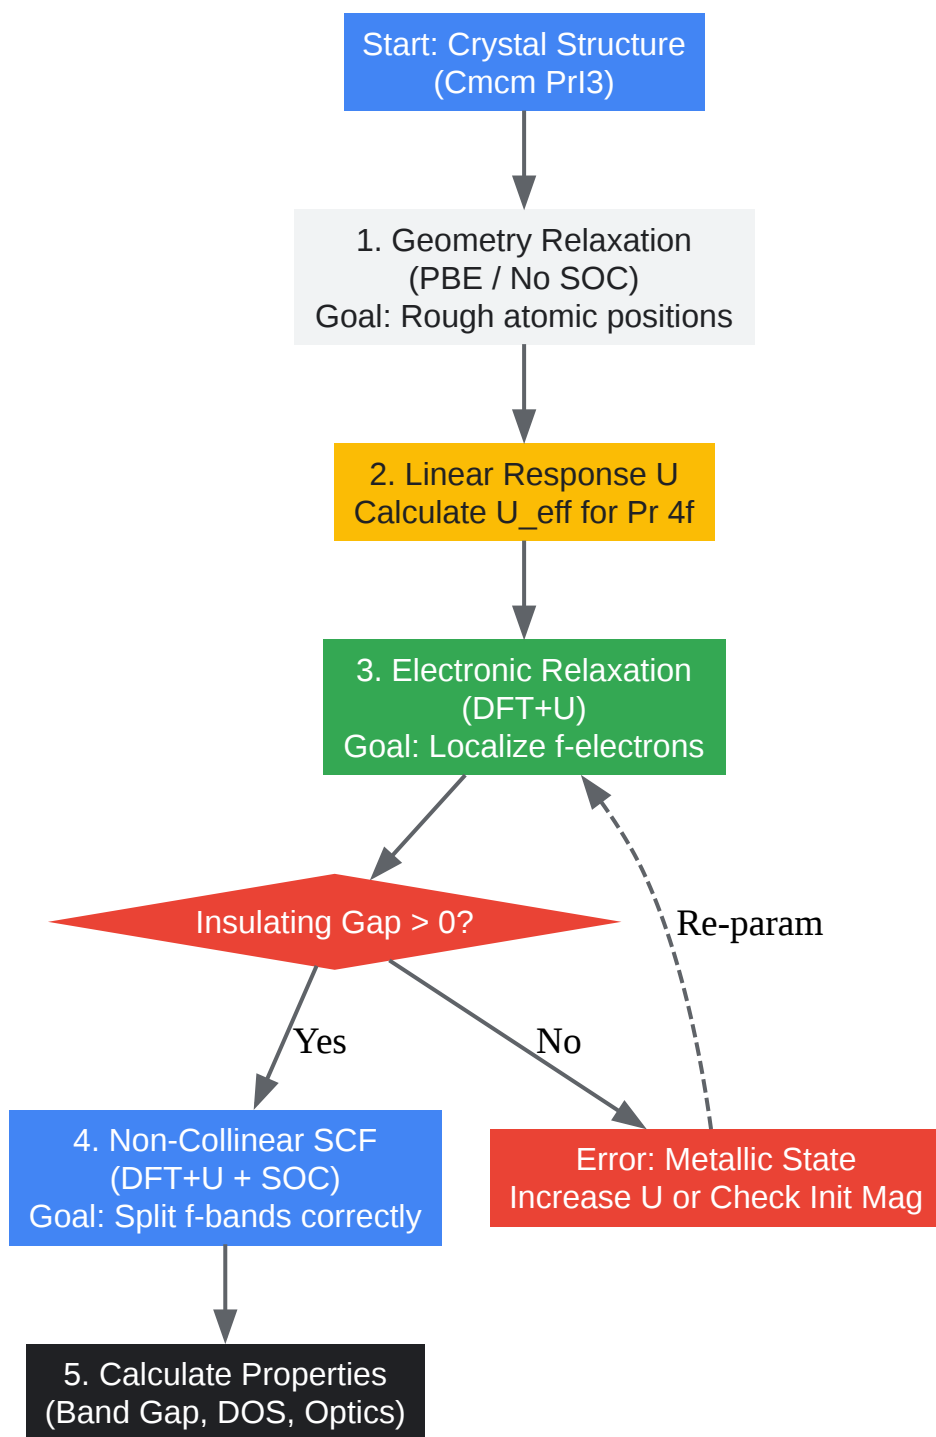 Start: Crystal Structure
(Cmcm PrI3)
1. Geometry Relaxation
(PBE / No SOC)
Goal: Rough atomic positions
2. Linear Response U
Calculate U_eff for Pr 4f
3. Electronic Relaxation
(DFT+U)
Goal: Localize f-electrons
Insulating Gap > 0?
Re-param
Yes
No
4. Non-Collinear SCF
(DFT+U + SOC)
Goal: Split f-bands correctly
Error: Metallic State
Increase U or Check Init Mag
5. Calculate Properties
(Band Gap, DOS, Optics)